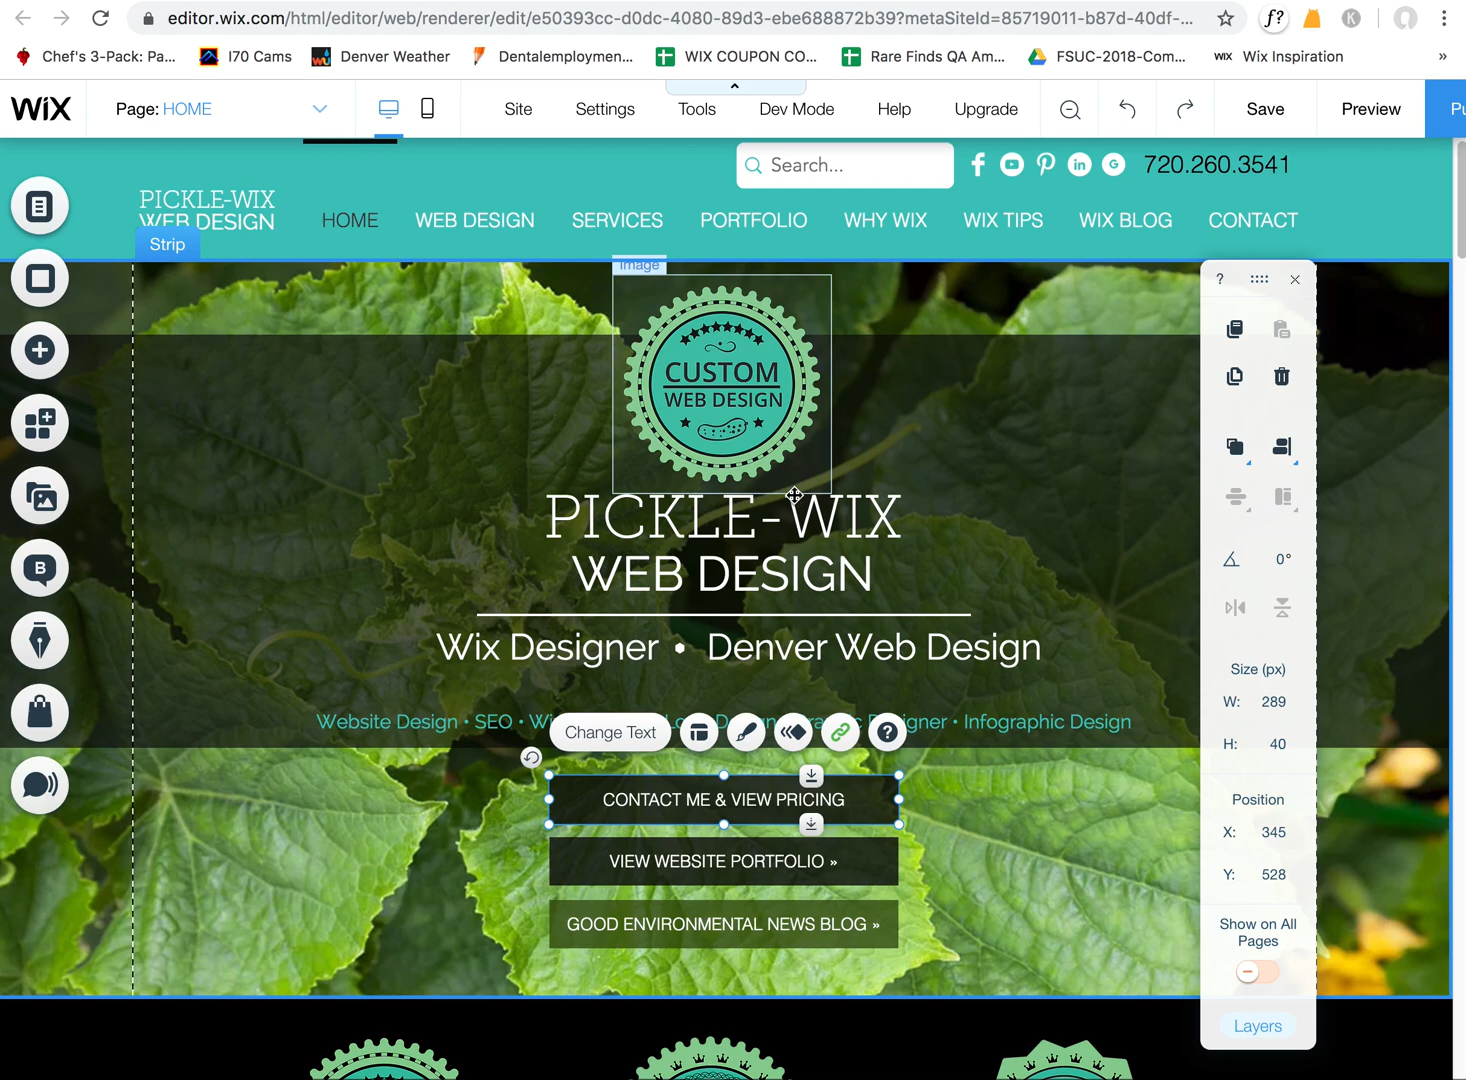 editor.wix.com/html/editor/web/renderer/edit/e50393cc-d0dc-4080-89d3-ebe688872b39?metaSiteId=85719011-b87d-40df-...
f?
K
Chef's 3-Pack: Pa...
I70 Cams
Denver Weather
Dentalemploymen...
WIX COUPON CO...
Rare Finds QA Am...
FSUC-2018-Com...
WIX Wix Inspiration
»
WiX
Page: HOME
Site
Settings
Tools
Dev Mode
Help
Upgrade
Save
Preview
Pu
Search...
f
in
G
720.260.3541
PICKLE-WIX
WEB DESIGN
HOME
WEB DESIGN
SERVICES
PORTFOLIO
WHY WIX
WIX TIPS
WIX BLOG
CONTACT
Strip
Image
?
CUSTOM
WEB DESIGN
PICKLE-WIX
WEB DESIGN
Wix Designer • Denver Web Design
Website Design • SEO • Wi
Designer • Infographic Design
Change Text
?
CONTACT ME & VIEW PRICING
VIEW WEBSITE PORTFOLIO »
GOOD ENVIRONMENTAL NEWS BLOG »
B
0°
Size (px)
W: 289
H: 40
Position
X: 345
Y: 528
Show on All
Pages
Layers